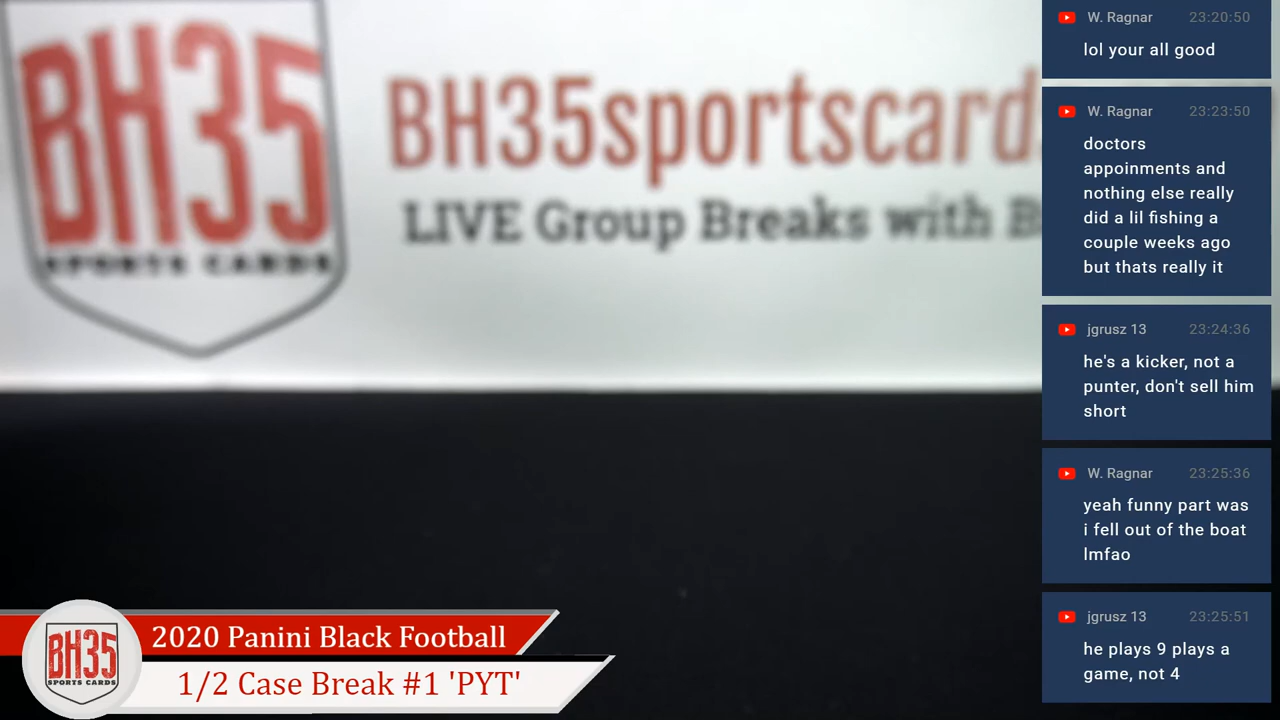 BH35
SPORTS CARDS
BH35sportscard
LIVE Group Breaks with B
W. Ragnar 23:20:50
lol your all good
W. Ragnar 23:23:50
doctors
appoinments and
nothing else really
did a lil fishing a
couple weeks ago
but thats really it
jgrusz 13 23:24:36
he's a kicker, not a
punter, don't sell him
short
W. Ragnar 23:25:36
yeah funny part was
i fell out of the boat
lmfao
jgrusz 13 23:25:51
he plays 9 plays a
game, not 4
BH35
SPORTS CARDS
2020 Panini Black Football
1/2 Case Break #1 'PYT'